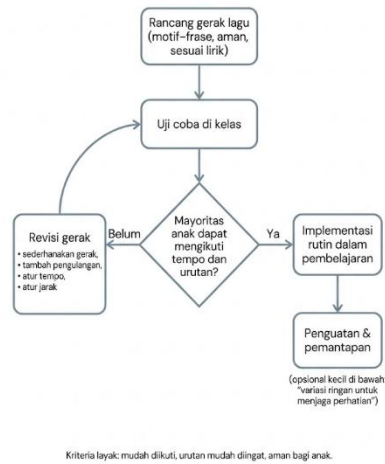 Rancang gerak lagu
(motif-frase, aman,
sesuai lirik)
Uji coba di kelas
Mayoritas
anak dapat
mengikuti
tempo dan
urutan?
Belum
Ya
Revisi gerak
• sederhanakan gerak,
• tambah pengulangan,
• atur tempo,
• atur jarak
Implementasi
rutin dalam
pembelajaran
Penguatan &
pemantapan
(opsional kecil di bawah:
"variasi ringan untuk
menjaga perhatian")
Kriteria layak: mudah diikuti, urutan mudah diingat, aman bagi anak.